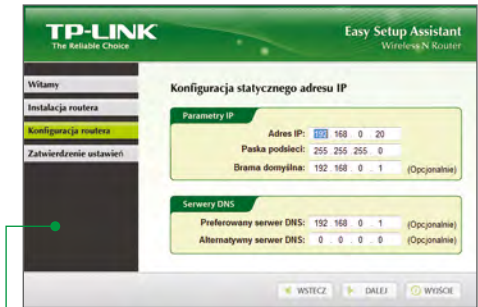 TP-LINK
The Reliable Choice
Easy Setup Assistant
Wireless N Router
Witamy
Instalacja routera
Konfiguracja routera
Zatwierdzenie ustawień
Konfiguracja statycznego adresu IP
Parametry IP
Adres IP: 192 . 168 . 0 . 20
Paska podsieci: 255 . 255 . 255 . 0
Brama domyślna: 192 . 168 . 0 . 1 (Opcjonalnie)
Serwery DNS
Preferowany serwer DNS: 192 . 168 . 0 . 1 (Opcjonalnie)
Alternatywny serwer DNS: 0 . 0 . 0 . 0 (Opcjonalnie)
WSTECZ DALEJ WYJŚCIE